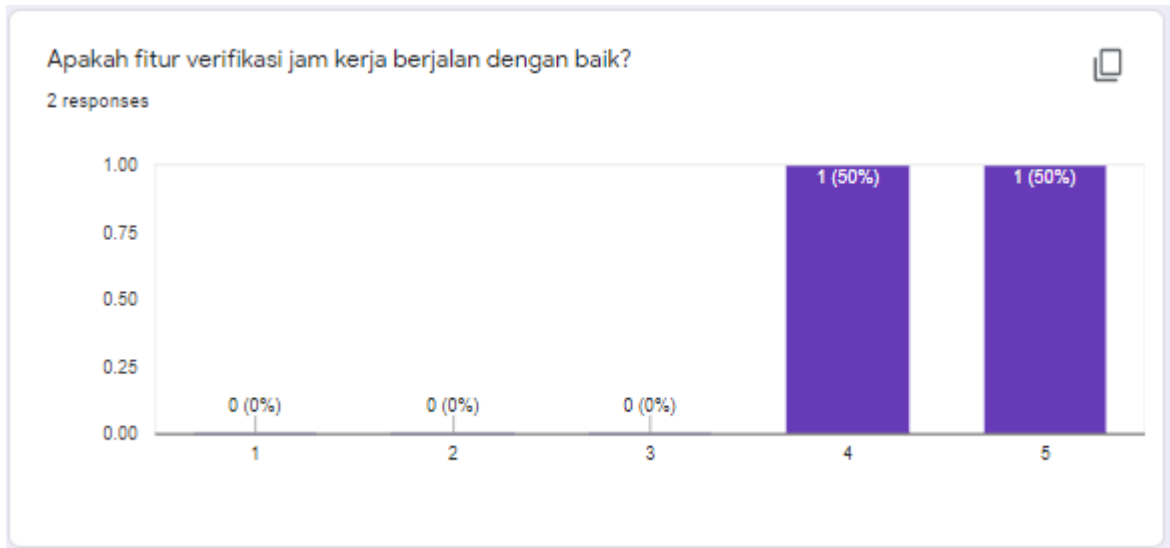 Apakah fitur verifikasi jam kerja berjalan dengan baik?
2 responses
1.00
0.75
0.50
0.25
0.00
0 (0%) 0 (0%) 0 (0%) 1 (50%) 1 (50%)
1 2 3 4 5